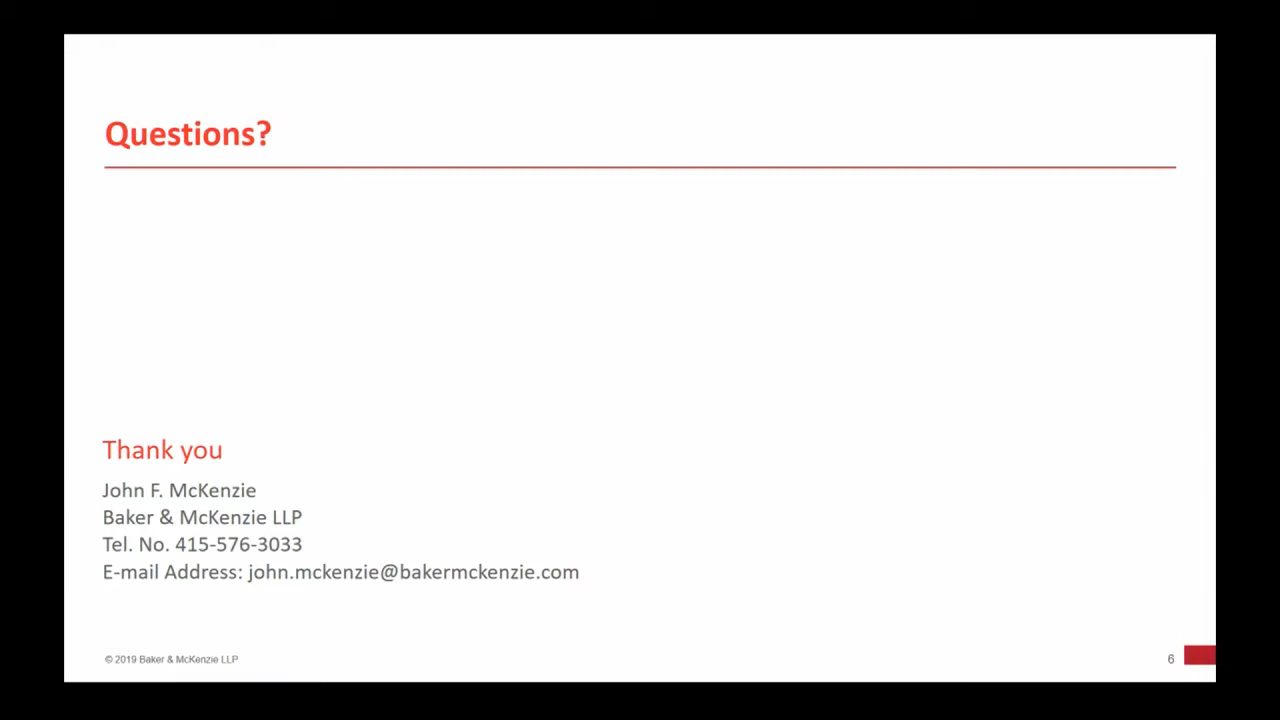 Questions?
Thank you
John F. McKenzie
Baker & McKenzie LLP
Tel. No. 415-576-3033
E-mail Address: john.mckenzie@bakermckenzie.com
© 2019 Baker & McKenzie LLP
6